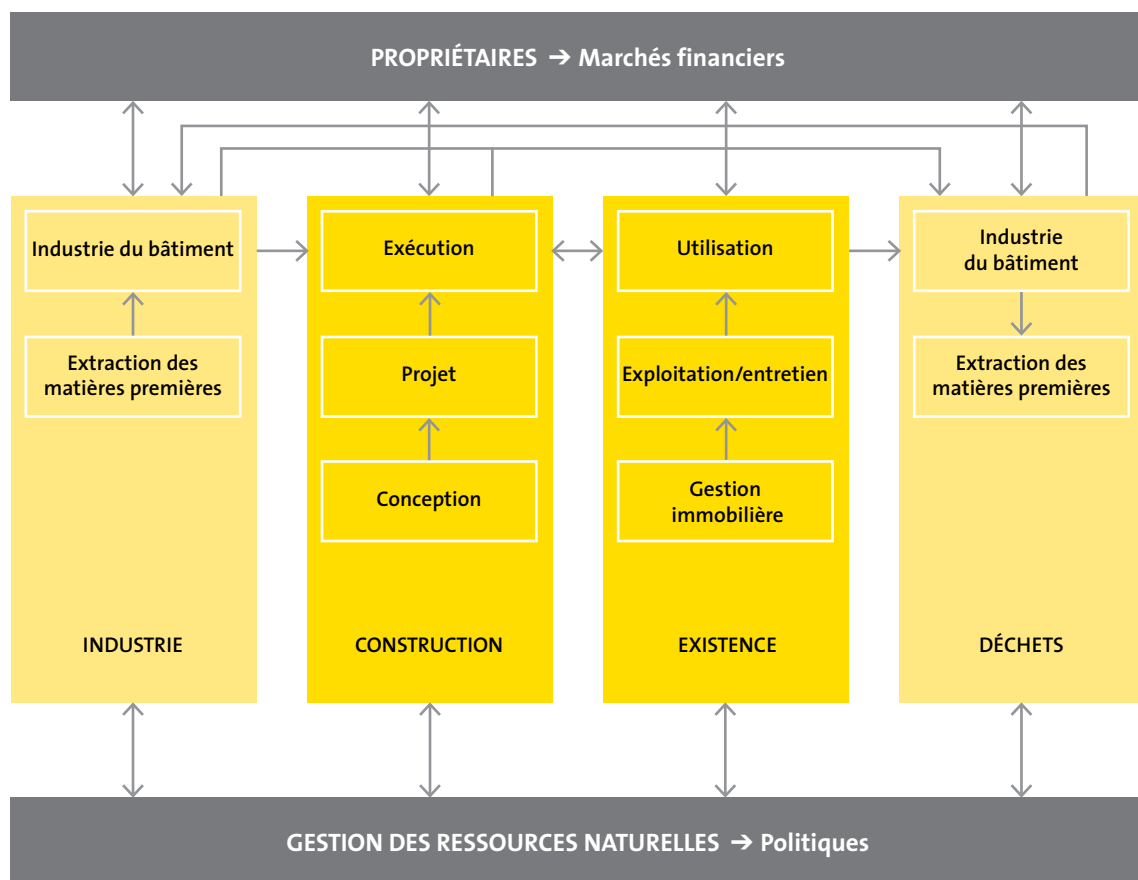 PROPRIÉTAIRES → Marchés financiers
Industrie du bâtiment
Extraction des
matières premières
INDUSTRIE
Exécution
Projet
Conception
CONSTRUCTION
Utilisation
Exploitation/entretien
Gestion
immobilière
EXISTENCE
Industrie
du bâtiment
Extraction des
matières premières
DÉCHETS
GESTION DES RESSOURCES NATURELLES → Politiques